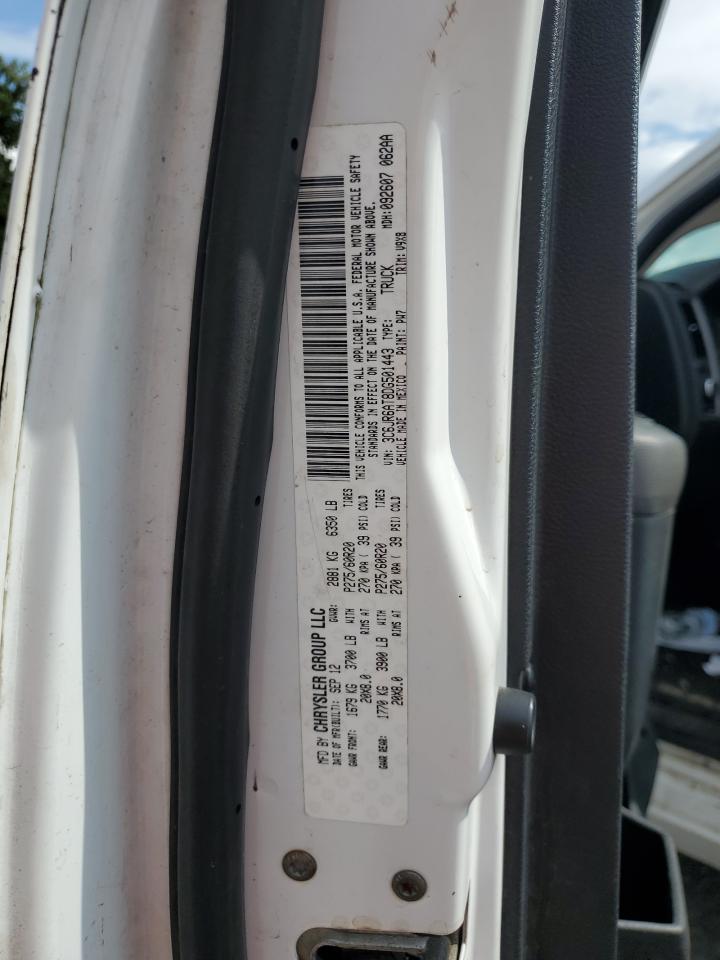 MFD BY CHRYSLER GROUP LLC
DATE OF MFR(BUILT): SEP 12 GVWR: 2881 KG 6350 LB
GAWR FRONT: 1679 KG 3700 LB WITH P275/60R20 TIRES
20X8.0 RIMS AT 270 KPA ( 39 PSI) COLD
GAWR REAR: 1770 KG 3900 LB WITH P275/60R20 TIRES
20X8.0 RIMS AT 270 KPA ( 39 PSI) COLD
THIS VEHICLE CONFORMS TO ALL APPLICABLE U.S.A. FEDERAL MOTOR VEHICLE SAFETY
STANDARDS IN EFFECT ON THE DATE OF MANUFACTURE SHOWN ABOVE.
VIN: 3C6JR6AT8DG501443 TYPE: TRUCK MDH:092607 062AA
VEHICLE MADE IN MEXICO PAINT: PW7 TRIM: V9X8